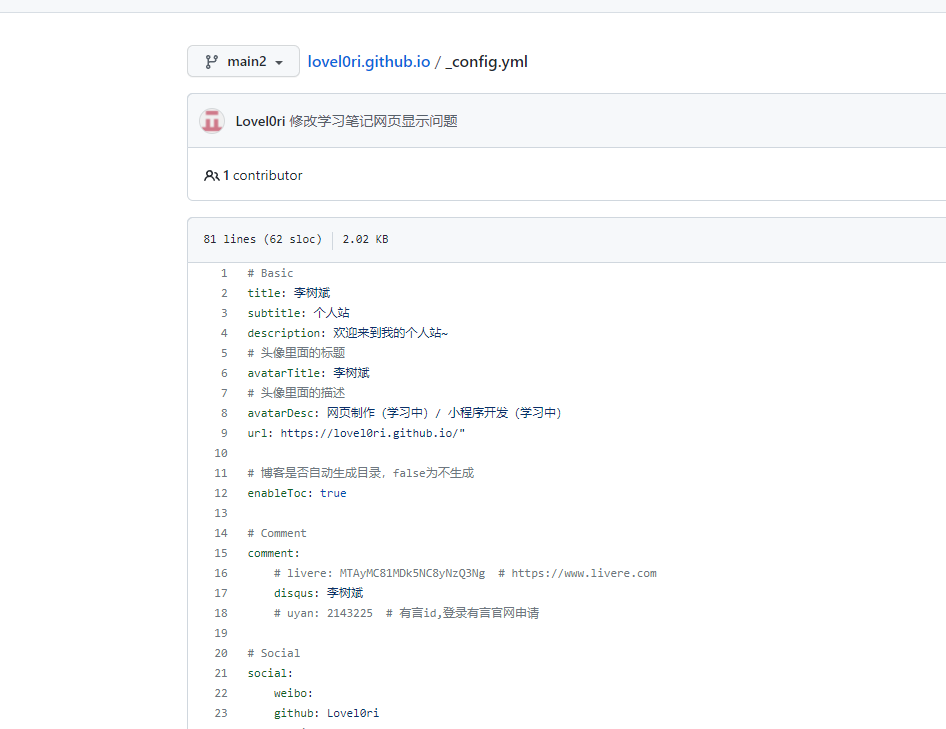 main2
lovel0ri.github.io / _config.yml
Lovel0ri 修改学习笔记网页显示问题
1 contributor
81 lines (62 sloc) 2.02 KB
1 # Basic
2 title: 李树斌
3 subtitle: 个人站
4 description: 欢迎来到我的个人站~
5 # 头像里面的标题
6 avatarTitle: 李树斌
7 # 头像里面的描述
8 avatarDesc: 网页制作（学习中）/ 小程序开发（学习中）
9 url: https://lovel0ri.github.io/"
10
11 # 博客是否自动生成目录，false为不生成
12 enableToc: true
13
14 # Comment
15 comment:
16 # livere: MTAyMC81MDk5NC8yNzQ3Ng # https://www.livere.com
17 disqus: 李树斌
18 # uyan: 2143225 # 有言id,登录有言官网申请
19
20 # Social
21 social:
22 weibo:
23 github: Lovel0ri